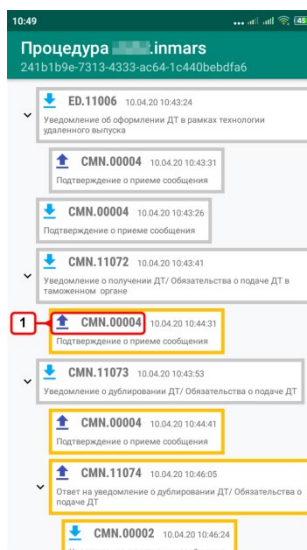 10:49
Процедура .inmars
241b1b9e-7313-4333-ac64-1c440bebdfa6
ED.11006 10.04.20 10:43:24
Уведомление об оформлении ДТ в рамках технологии
удаленного выпуска
CMN.00004 10.04.20 10:43:31
Подтверждение о приеме сообщения
CMN.00004 10.04.20 10:43:26
Подтверждение о приеме сообщения
CMN.11072 10.04.20 10:43:41
Уведомление о получении ДТ/ Обязательства о подаче ДТ в
таможенном органе
1 CMN.00004 10.04.20 10:44:31
Подтверждение о приеме сообщения
CMN.11073 10.04.20 10:43:53
Уведомление о дублировании ДТ/ Обязательства о подаче ДТ
CMN.00004 10.04.20 10:44:41
Подтверждение о приеме сообщения
CMN.11074 10.04.20 10:46:05
Ответ на уведомление о дублировании ДТ/ Обязательства о
подаче ДТ
CMN.00002 10.04.20 10:46:24